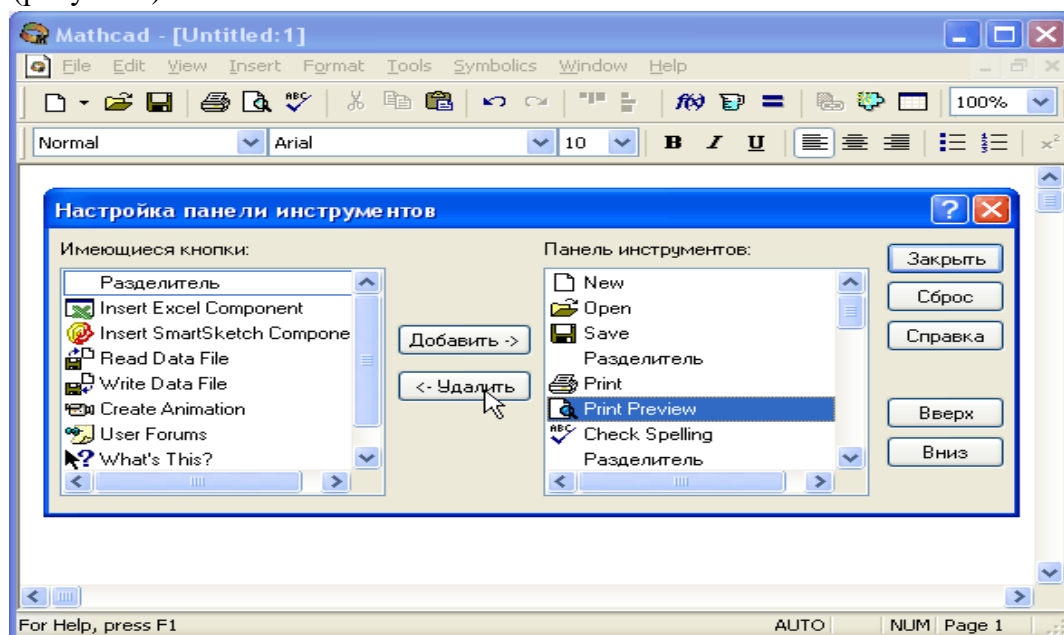 Mathcad - [Untitled:1]
File Edit View Insert Format Tools Symbolics Window Help
100%
Normal Arial 10 B I U
Настройка панели инструментов
Имеющиеся кнопки:
Разделитель
Insert Excel Component
Insert SmartSketch Compone
Read Data File
Write Data File
Create Animation
User Forums
What's This?
Добавить ->
<- Удалить
Панель инструментов:
New
Open
Save
Разделитель
Print
Print Preview
Check Spelling
Разделитель
Закрыть
Сброс
Справка
Вверх
Вниз
For Help, press F1 AUTO NUM Page 1